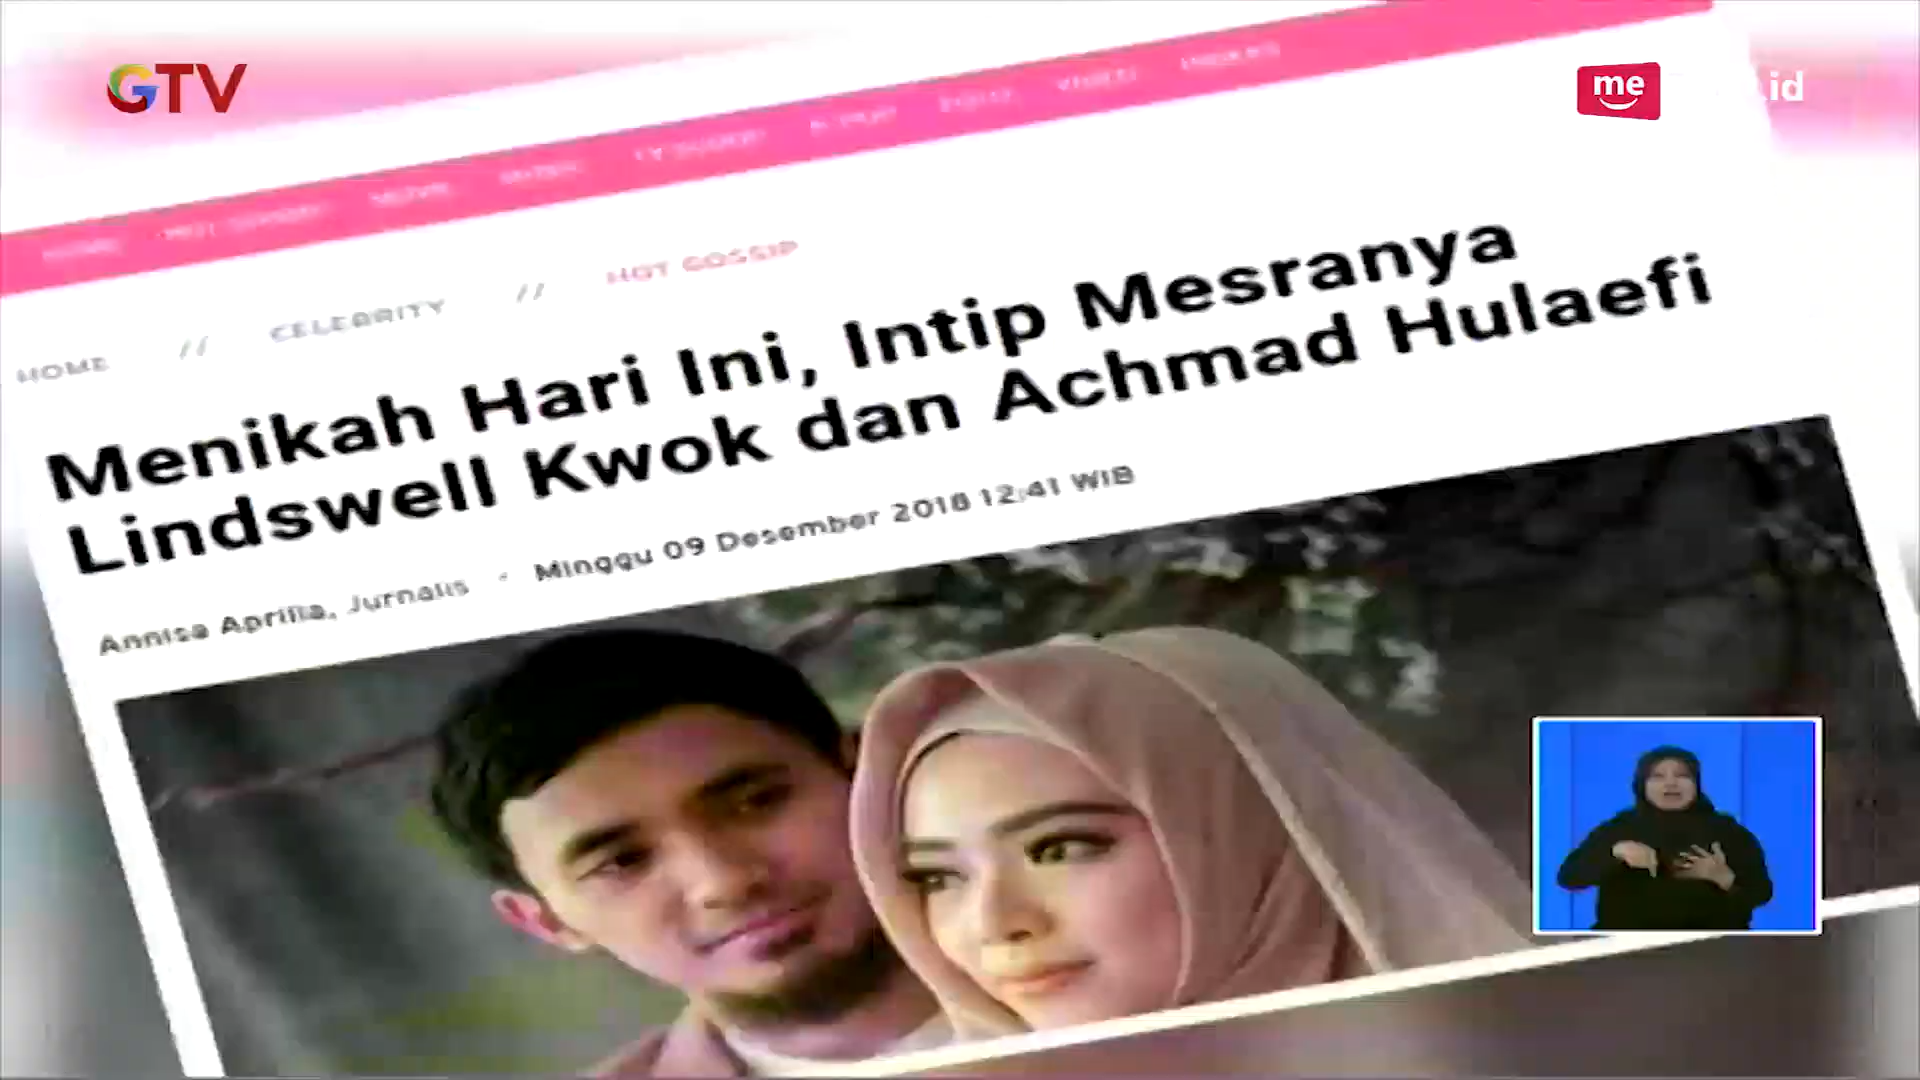 GTV
me
.id
HOME // CELEBRITY // HOT GOSSIP
Menikah Hari Ini, Intip Mesranya
Lindswell Kwok dan Achmad Hulaefi
Annisa Aprilia, Jurnalis • Minggu 09 Desember 2018 12:41 WIB